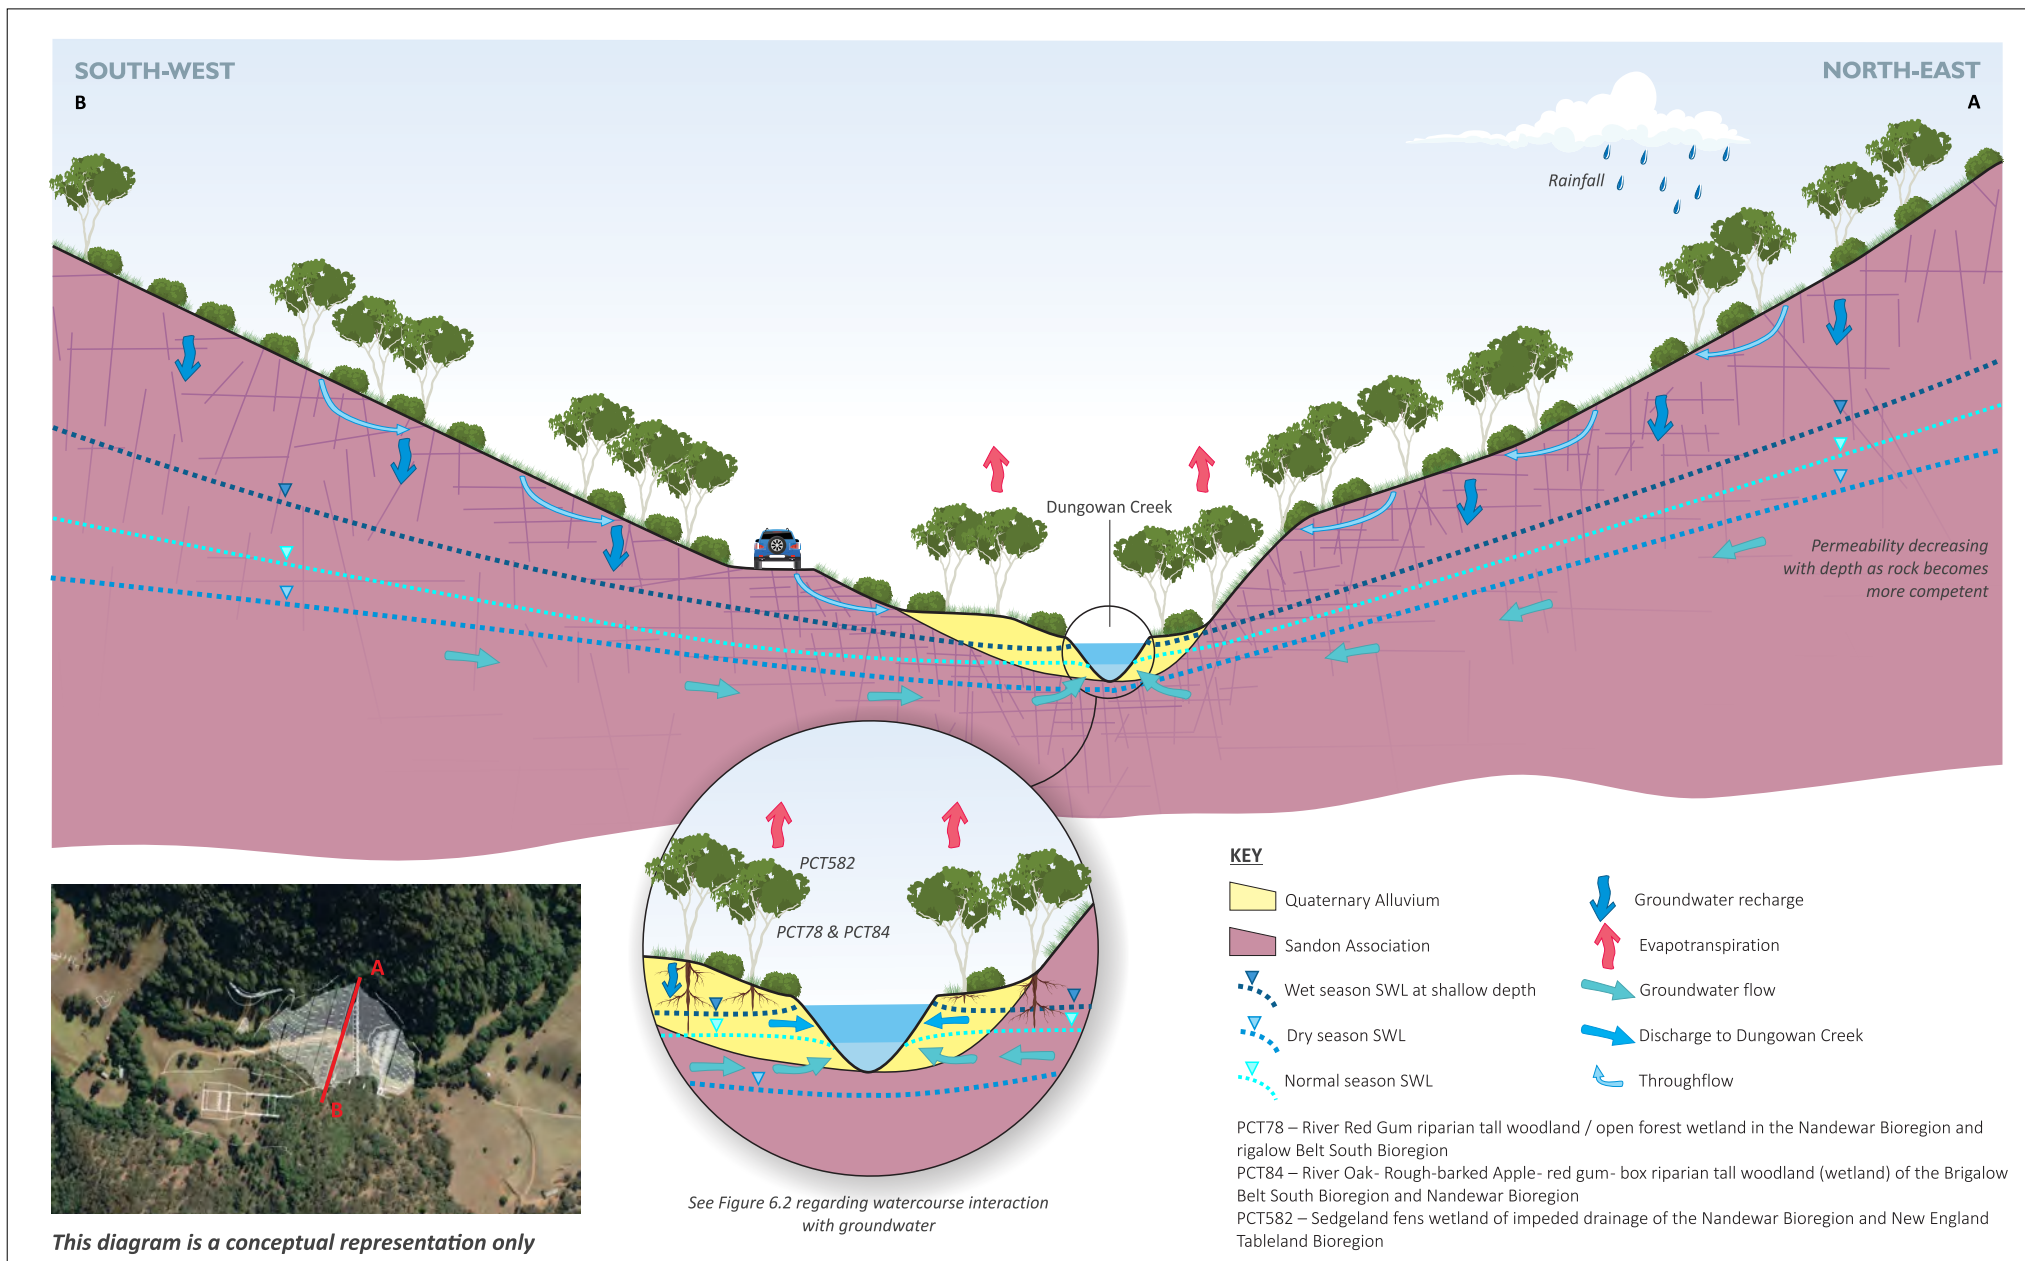 SOUTH-WEST
B
NORTH-EAST
A
Rainfall
Dungowan Creek
Permeability decreasing
with depth as rock becomes
more competent
PCT582
PCT78 & PCT84
A
B
See Figure 6.2 regarding watercourse interaction
with groundwater
This diagram is a conceptual representation only
KEY
Quaternary Alluvium
Sandon Association
Wet season SWL at shallow depth
Dry season SWL
Normal season SWL
Groundwater recharge
Evapotranspiration
Groundwater flow
Discharge to Dungowan Creek
Throughflow
PCT78 – River Red Gum riparian tall woodland / open forest wetland in the Nandewar Bioregion and
rigalow Belt South Bioregion
PCT84 – River Oak- Rough-barked Apple- red gum- box riparian tall woodland (wetland) of the Brigalow
Belt South Bioregion and Nandewar Bioregion
PCT582 – Sedgeland fens wetland of impeded drainage of the Nandewar Bioregion and New England
Tableland Bioregion